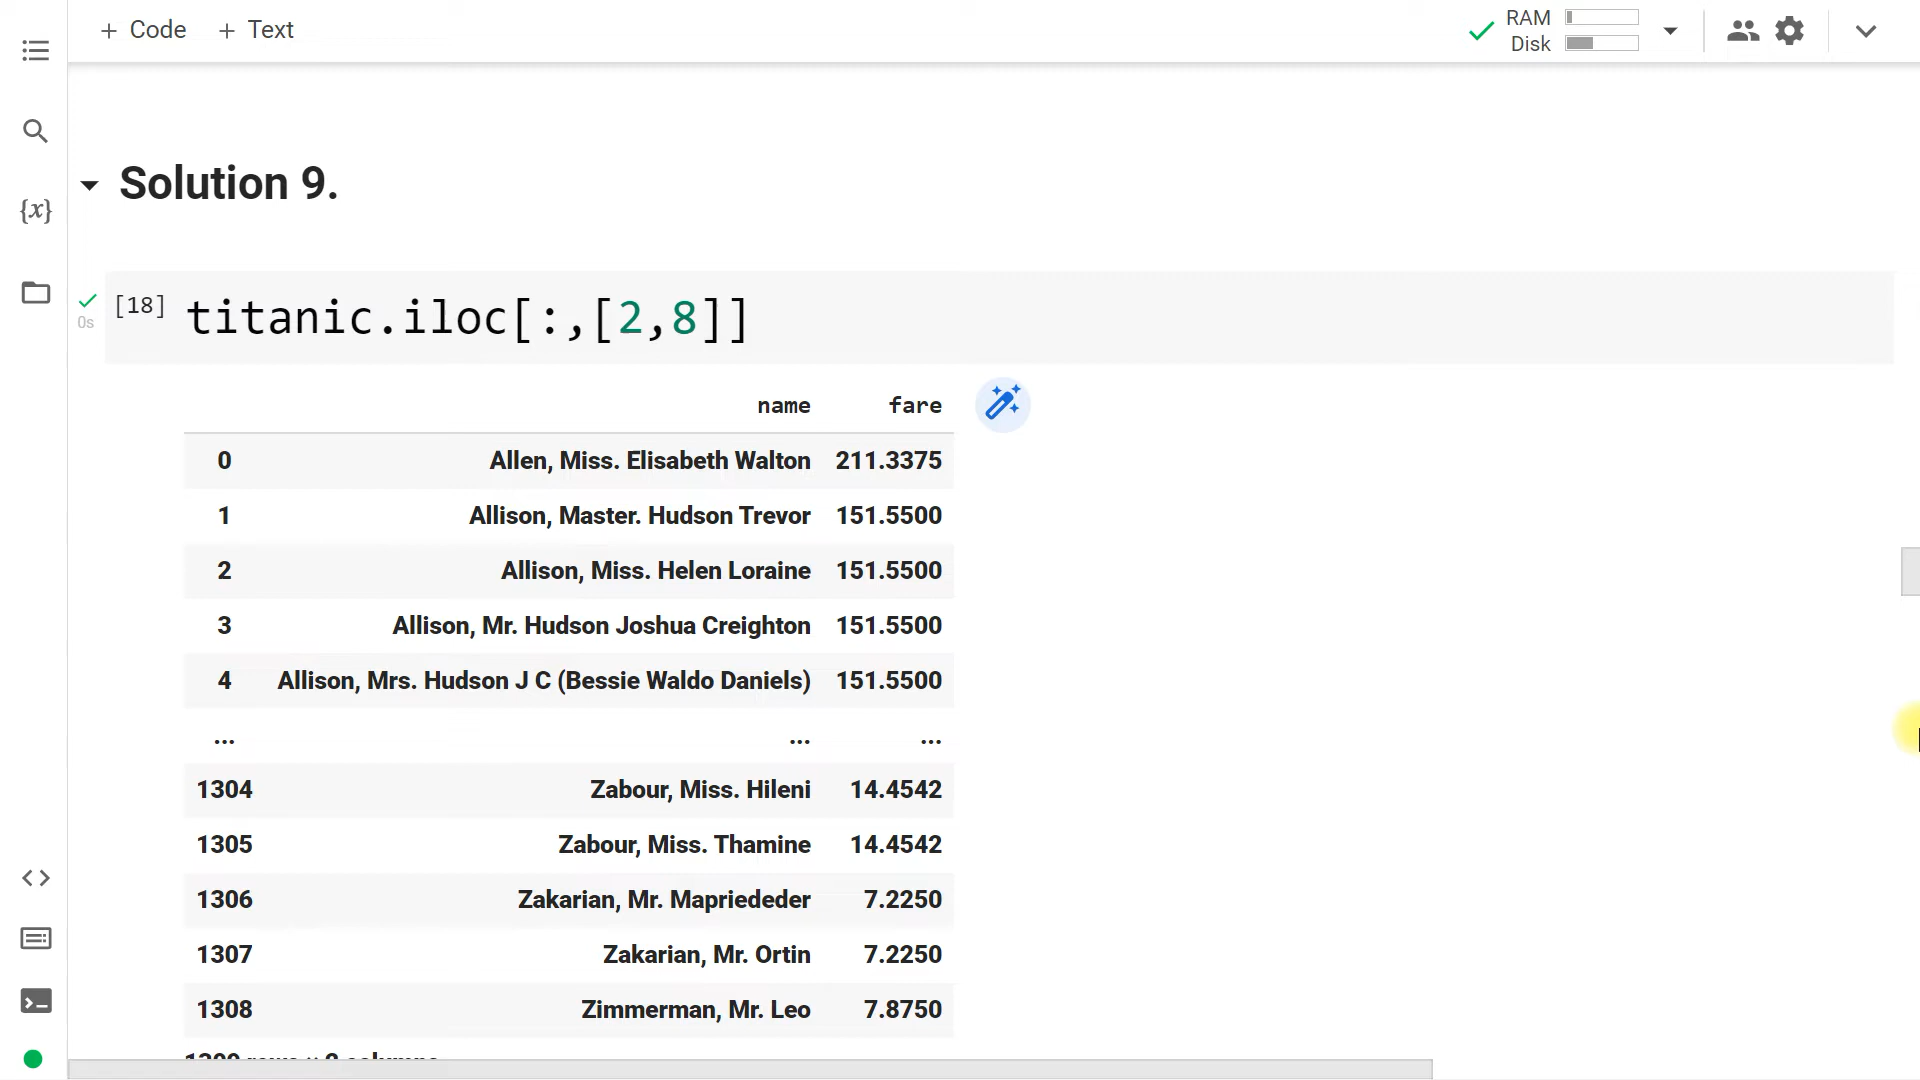 + Code + Text
RAM
Disk
Solution 9.
{x}
[18] titanic.iloc[:,[2,8]]
0s
name fare
0 Allen, Miss. Elisabeth Walton 211.3375
1 Allison, Master. Hudson Trevor 151.5500
2 Allison, Miss. Helen Loraine 151.5500
3 Allison, Mr. Hudson Joshua Creighton 151.5500
4 Allison, Mrs. Hudson J C (Bessie Waldo Daniels) 151.5500
... ... ...
1304 Zabour, Miss. Hileni 14.4542
1305 Zabour, Miss. Thamine 14.4542
1306 Zakarian, Mr. Mapriededer 7.2250
1307 Zakarian, Mr. Ortin 7.2250
1308 Zimmerman, Mr. Leo 7.8750
1309 rows × 2 columns